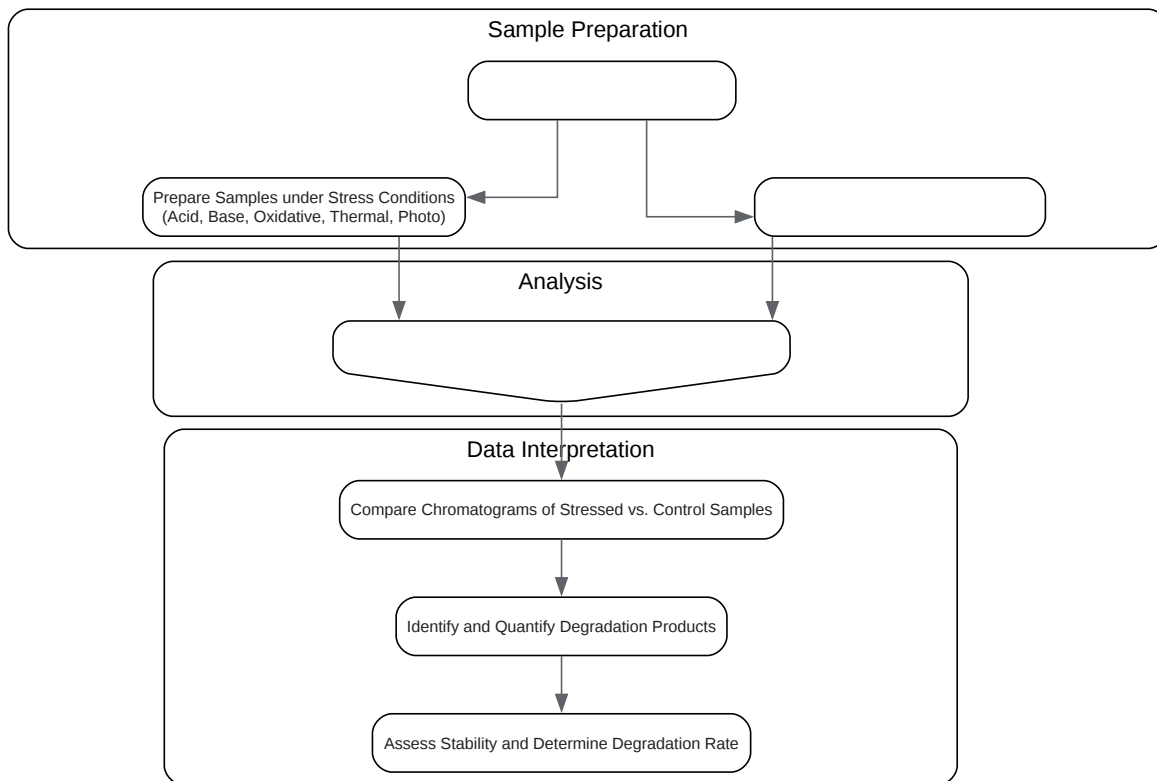 Sample Preparation
Prepare Samples under Stress Conditions
(Acid, Base, Oxidative, Thermal, Photo)
Analysis
Data Interpretation
Compare Chromatograms of Stressed vs. Control Samples
Identify and Quantify Degradation Products
Assess Stability and Determine Degradation Rate